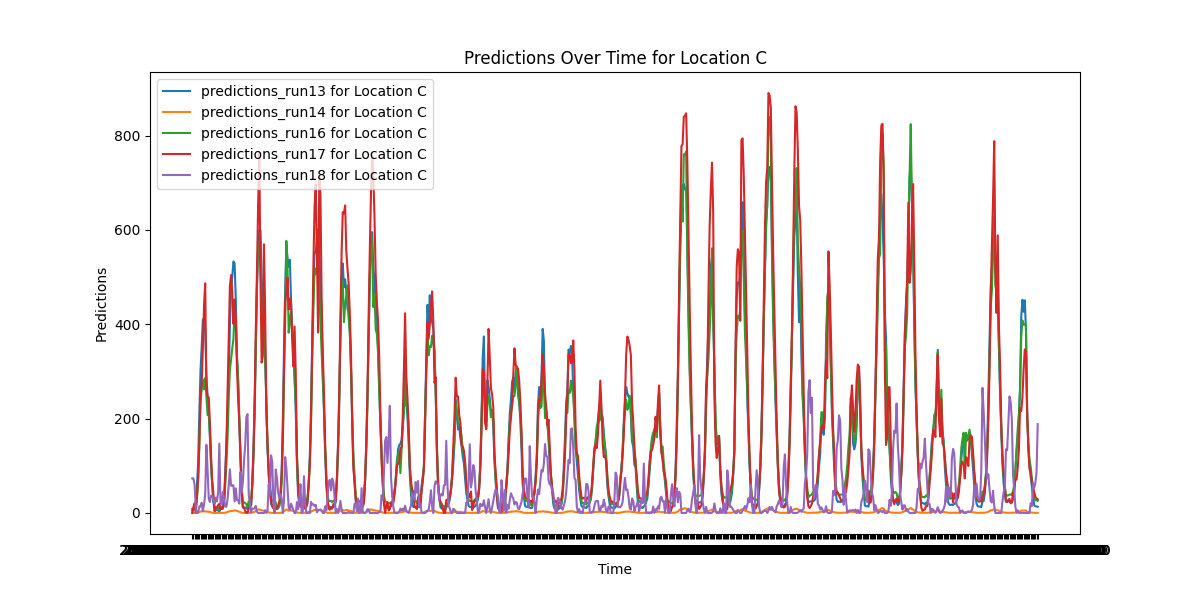 Predictions Over Time for Location C
predictions_run13 for Location C
predictions_run14 for Location C
predictions_run16 for Location C
predictions_run17 for Location C
predictions_run18 for Location C
800
600
400
200
0
Predictions
Time